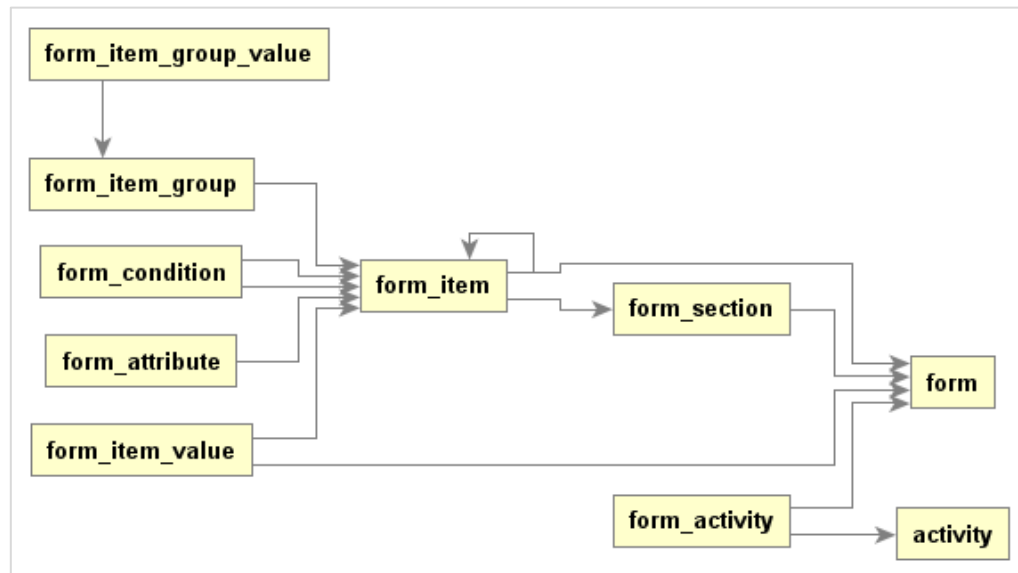 form_item_group_value
form_item_group
form_condition
form_item
form_section
form_attribute
form
form_item_value
form_activity
activity